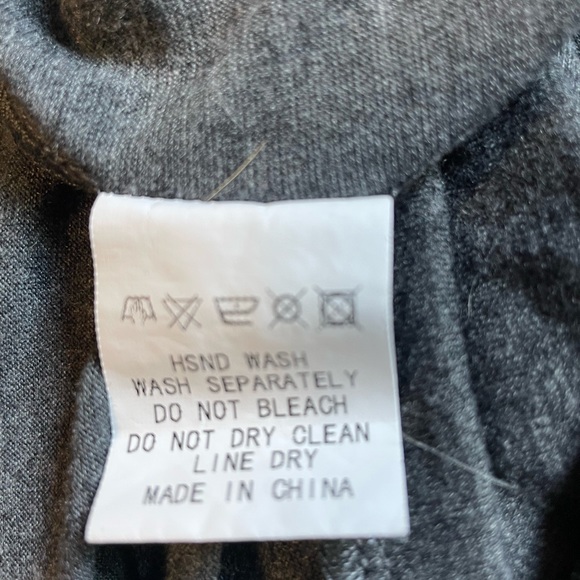 HSND WASH
WASH SEPARATELY
DO NOT BLEACH
DO NOT DRY CLEAN
LINE DRY
MADE IN CHINA